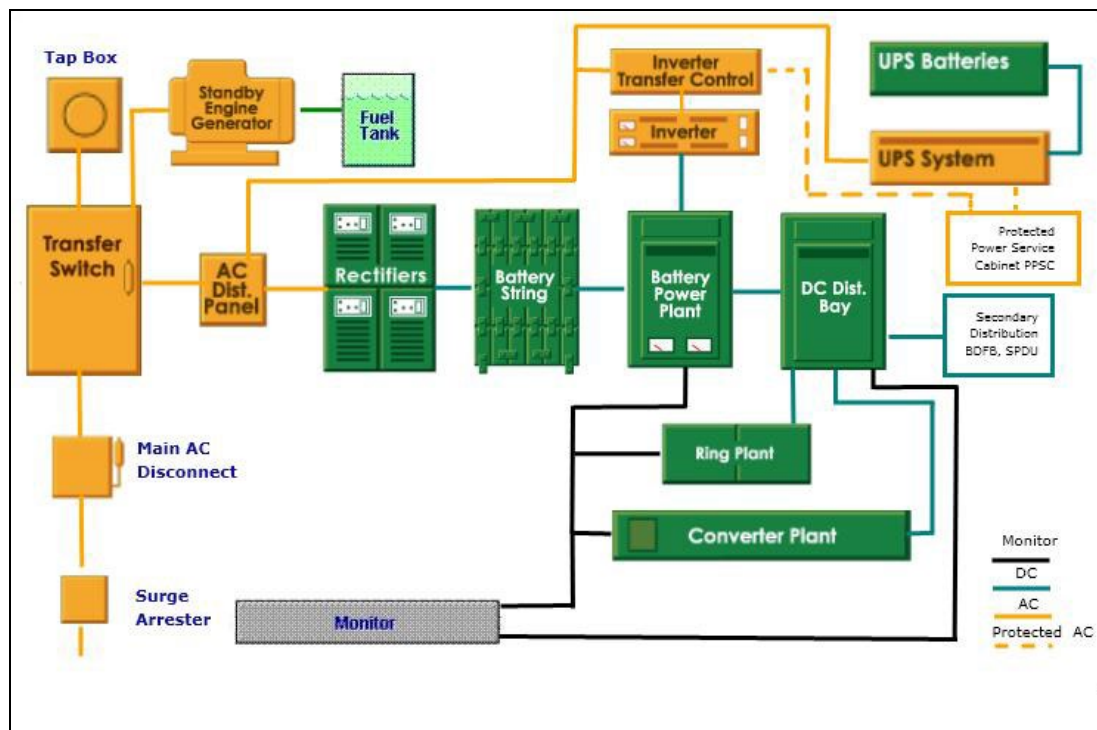 Tap Box
Standby
Engine
Generator
Fuel
Tank
Inverter
Transfer Control
Inverter
UPS Batteries
UPS System
Transfer
Switch
AC
Dist.
Panel
Rectifiers
Battery
String
Battery
Power
Plant
DC Dist.
Bay
Protected
Power Service
Cabinet PPSC
Secondary
Distribution
BDFB, SPDU
Main AC
Disconnect
Ring Plant
Converter Plant
Surge
Arrester
Monitor
Monitor
DC
AC
Protected AC